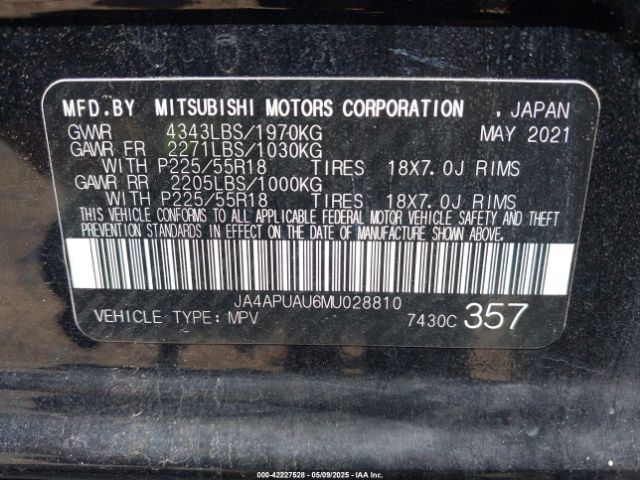 MFD.BY MITSUBISHI MOTORS CORPORATION . JAPAN
GVWR 4343LBS/1970KG MAY 2021
GAWR FR 2271LBS/1030KG
WITH P225/55R18 TIRES 18X7.0J RIMS
GAWR RR 2205LBS/1000KG
WITH P225/55R18 TIRES 18X7.0J RIMS
THIS VEHICLE CONFORMS TO ALL APPLICABLE FEDERAL MOTOR VEHICLE SAFETY AND THEFT
PREVENTION STANDARDS IN EFFECT ON THE DATE OF MANUFACTURE SHOWN ABOVE.
JA4APUAU6MU028810
VEHICLE TYPE:MPV 7430C 357
000-42227528 - 05/09/2025 - IAAI.COM